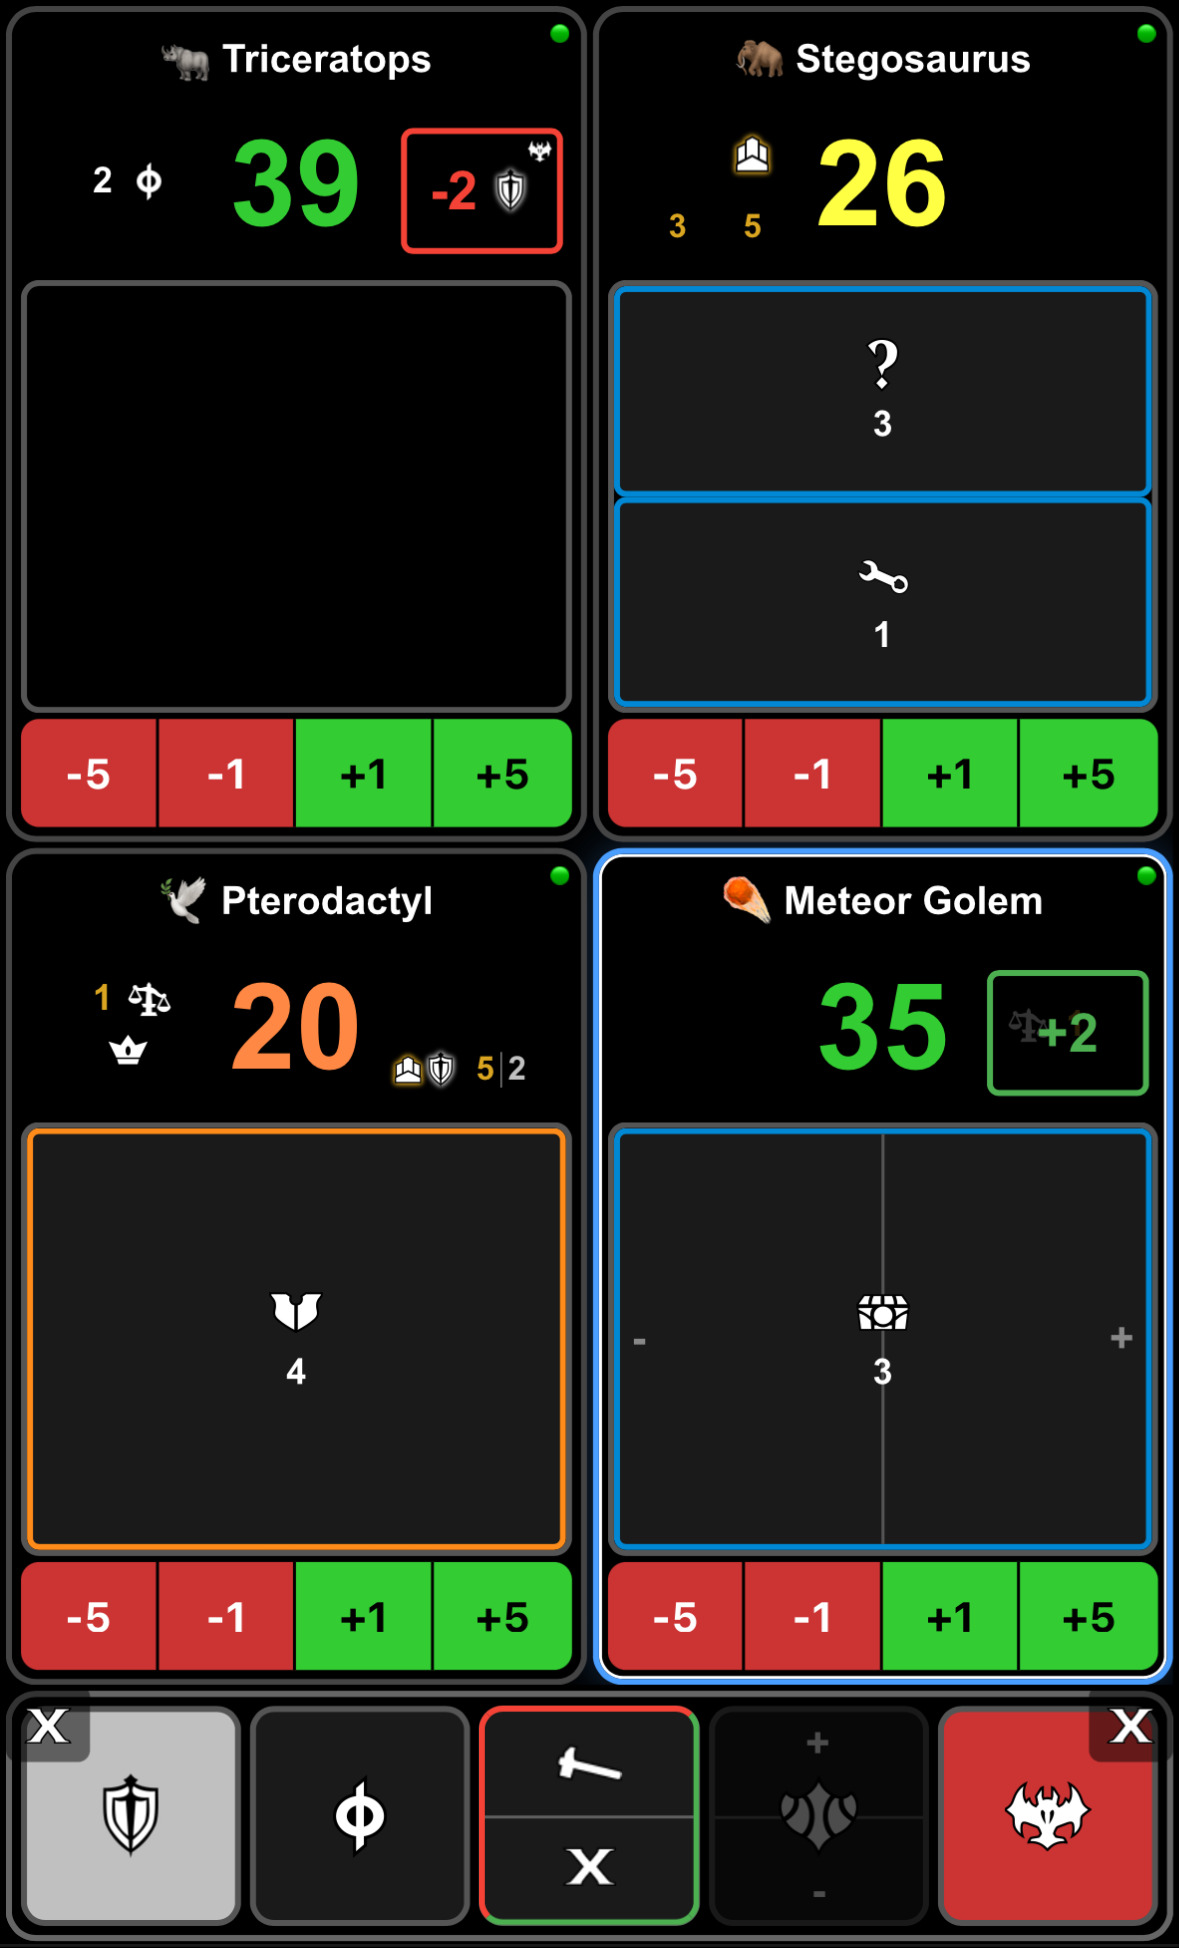 Triceratops
2 39 -2
-5 -1 +1 +5
Stegosaurus
26
3 5
?
3
1
-5 -1 +1 +5
Pterodactyl
1 20
5|2
4
-5 -1 +1 +5
Meteor Golem
35 +2
- +
3
-5 -1 +1 +5
X X
+
X
-